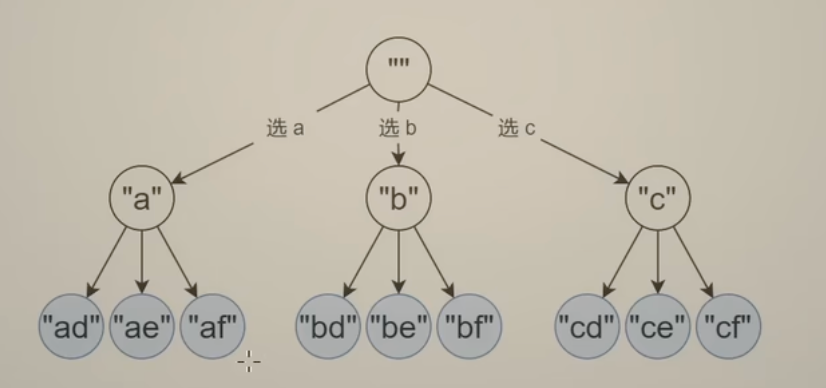 ""
选 a 选 b 选 c
"a" "b" "c"
"ad" "ae" "af" "bd" "be" "bf" "cd" "ce" "cf"